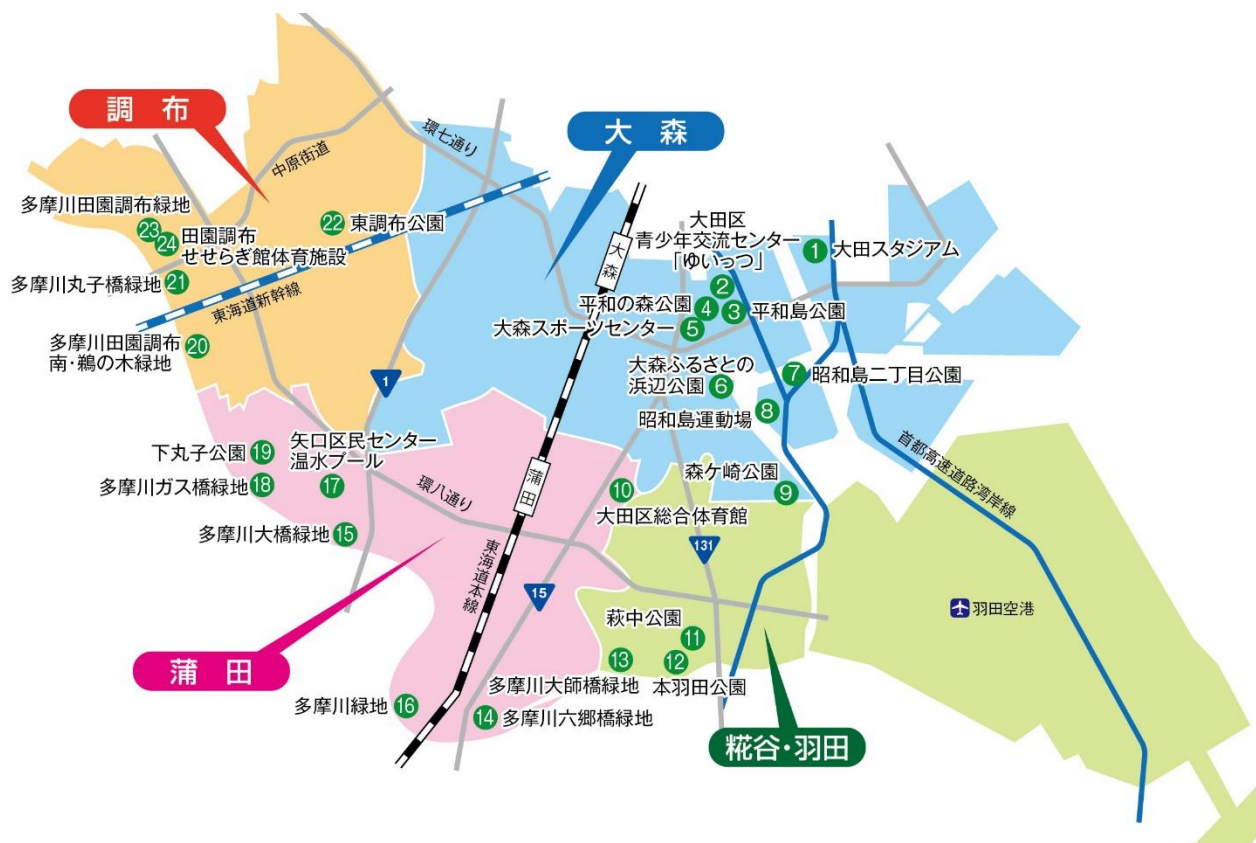 調布
大森
環七通り
中原街道
多摩川田園調布緑地
23
24
田園調布
せせらぎ館体育施設
22
東調布公園
多摩川丸子橋緑地
21
東海道新幹線
多摩川田園調布
南・鵜の木緑地
20
大森
大田区
青少年交流センター
「ゆいっつ」
2
1
大田スタジアム
平和の森公園
4
3
平和島公園
大森スポーツセンター
5
大森ふるさとの
浜辺公園
6
7
昭和島二丁目公園
昭和島運動場
8
首都高速道路湾岸線
1
下丸子公園
19
矢口区民センター
温水プール
17
多摩川ガス橋緑地
18
多摩川大橋緑地
15
環八通り
蒲田
10
大田区総合体育館
森ケ崎公園
9
131
東海道本線
15
羽田空港
萩中公園
11
12
本羽田公園
13
多摩川大師橋緑地
蒲田
多摩川緑地
16
14
多摩川六郷橋緑地
糀谷・羽田